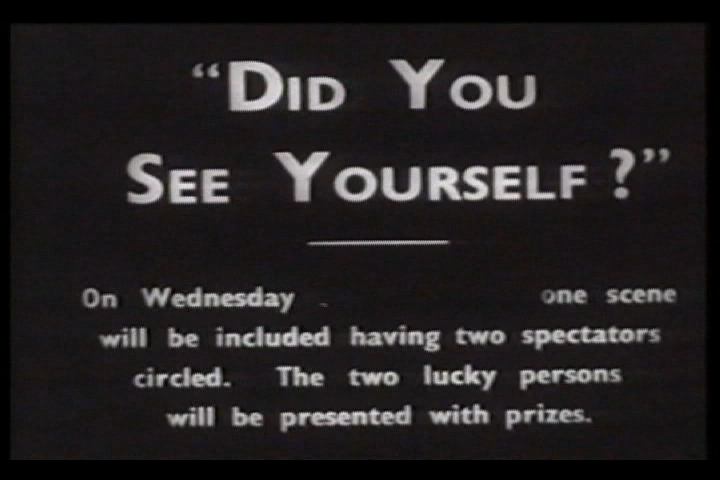 "DID YOU
SEE YOURSELF?"
On Wednesday one scene
will be included having two spectators
circled. The two lucky persons
will be presented with prizes.